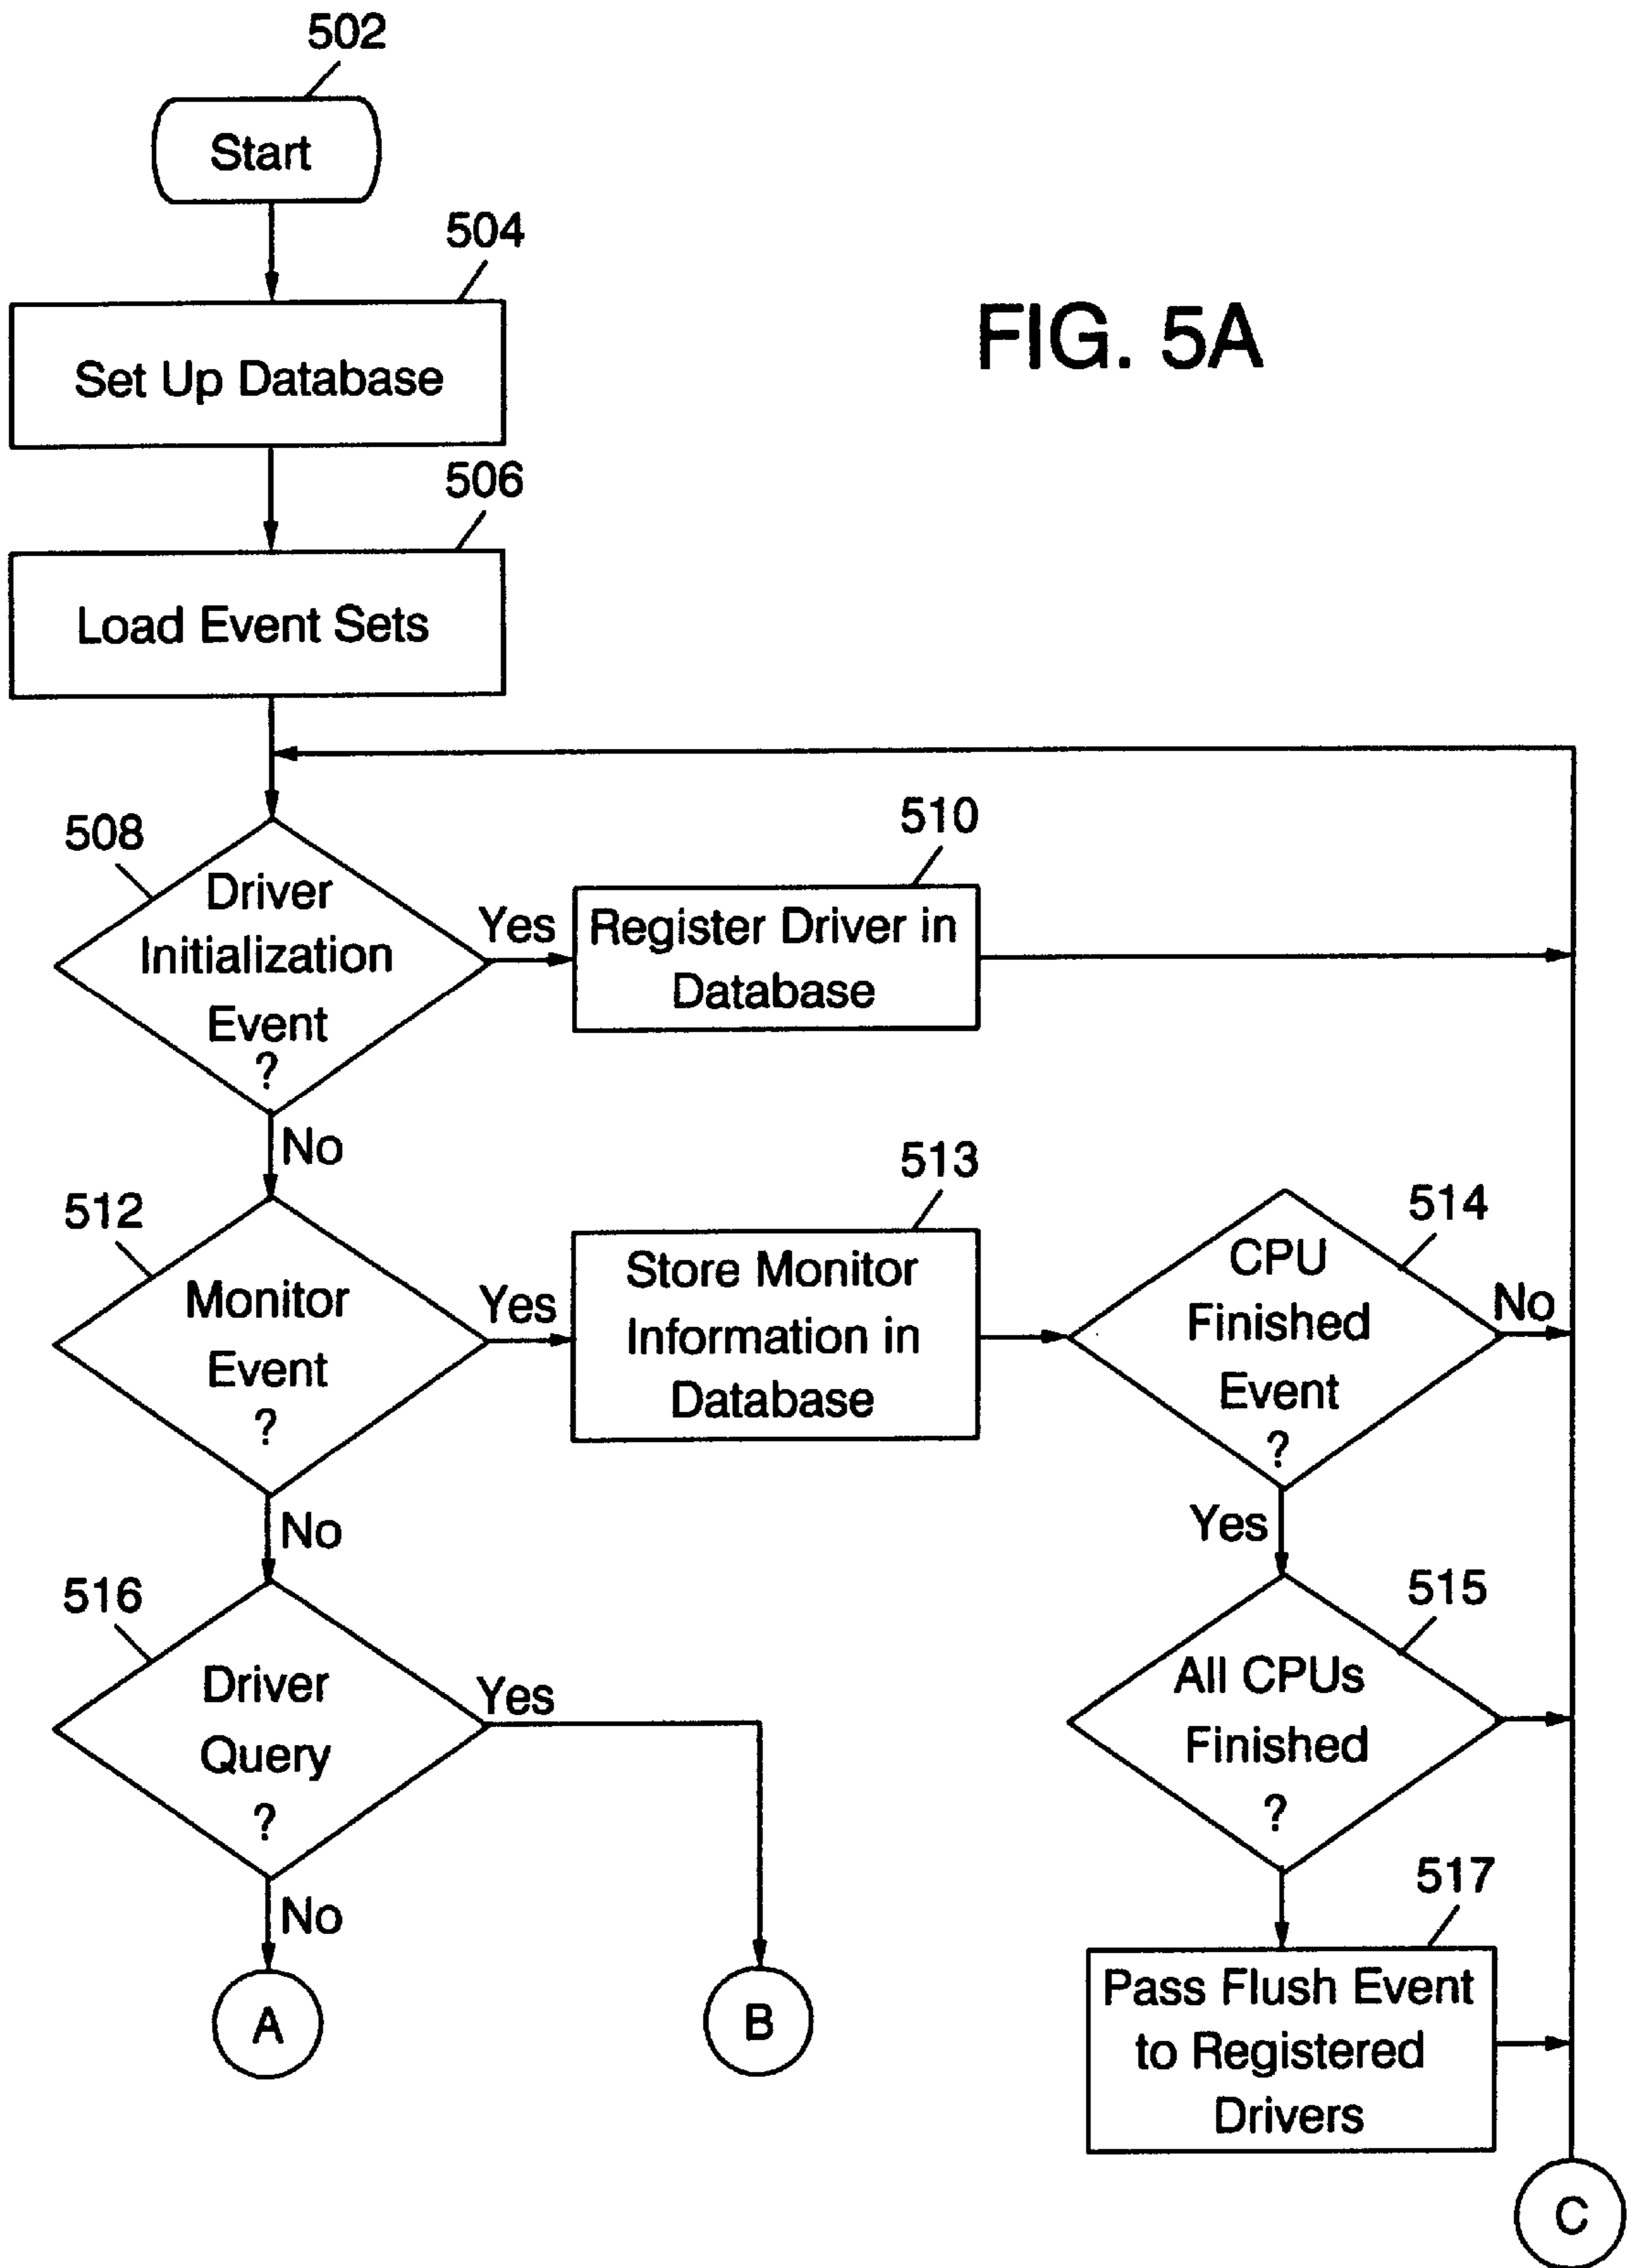 502
Start
504
Set Up Database
FIG. 5A
506
Load Event Sets
508
Driver
Initialization
Event
?
Yes
510
Register Driver in
Database
No
512
Monitor
Event
?
Yes
513
Store Monitor
Information in
Database
514
CPU
Finished
Event
?
No
Yes
No
516
Driver
Query
?
Yes
515
All CPUs
Finished
?
No
517
Pass Flush Event
to Registered
Drivers
A
B
C